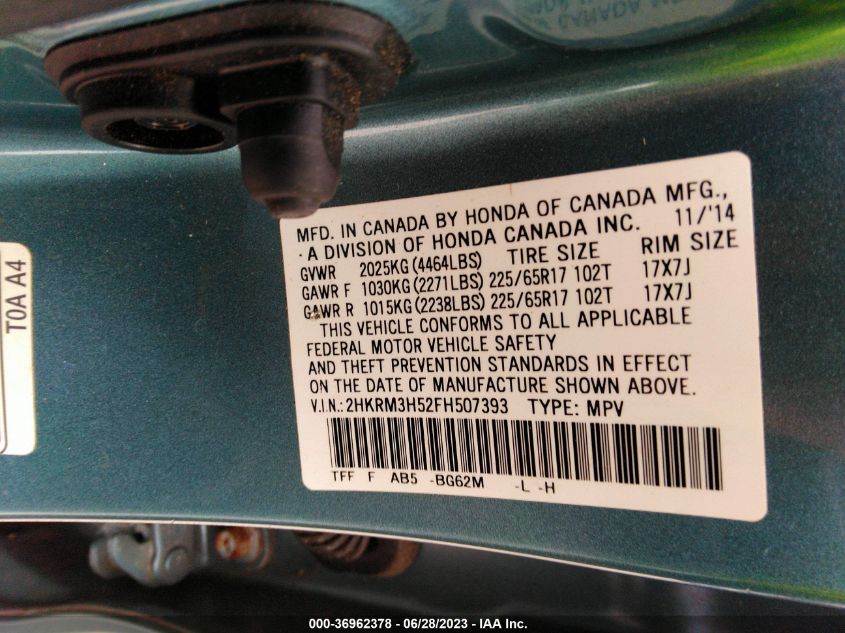 MFD. IN CANADA BY HONDA OF CANADA MFG.,
A DIVISION OF HONDA CANADA INC. 11/'14
GVWR 2025KG (4464LBS) TIRE SIZE RIM SIZE
GAWR F 1030KG (2271LBS) 225/65R17 102T 17X7J
GAWR R 1015KG (2238LBS) 225/65R17 102T 17X7J
THIS VEHICLE CONFORMS TO ALL APPLICABLE
FEDERAL MOTOR VEHICLE SAFETY
AND THEFT PREVENTION STANDARDS IN EFFECT
ON THE DATE OF MANUFACTURE SHOWN ABOVE.
V.I.N.: 2HKRM3H52FH507393 TYPE: MPV
TFF F AB5 -BG62M -L -H
T0A A4
000-36962378 - 06/28/2023 - IAA Inc.